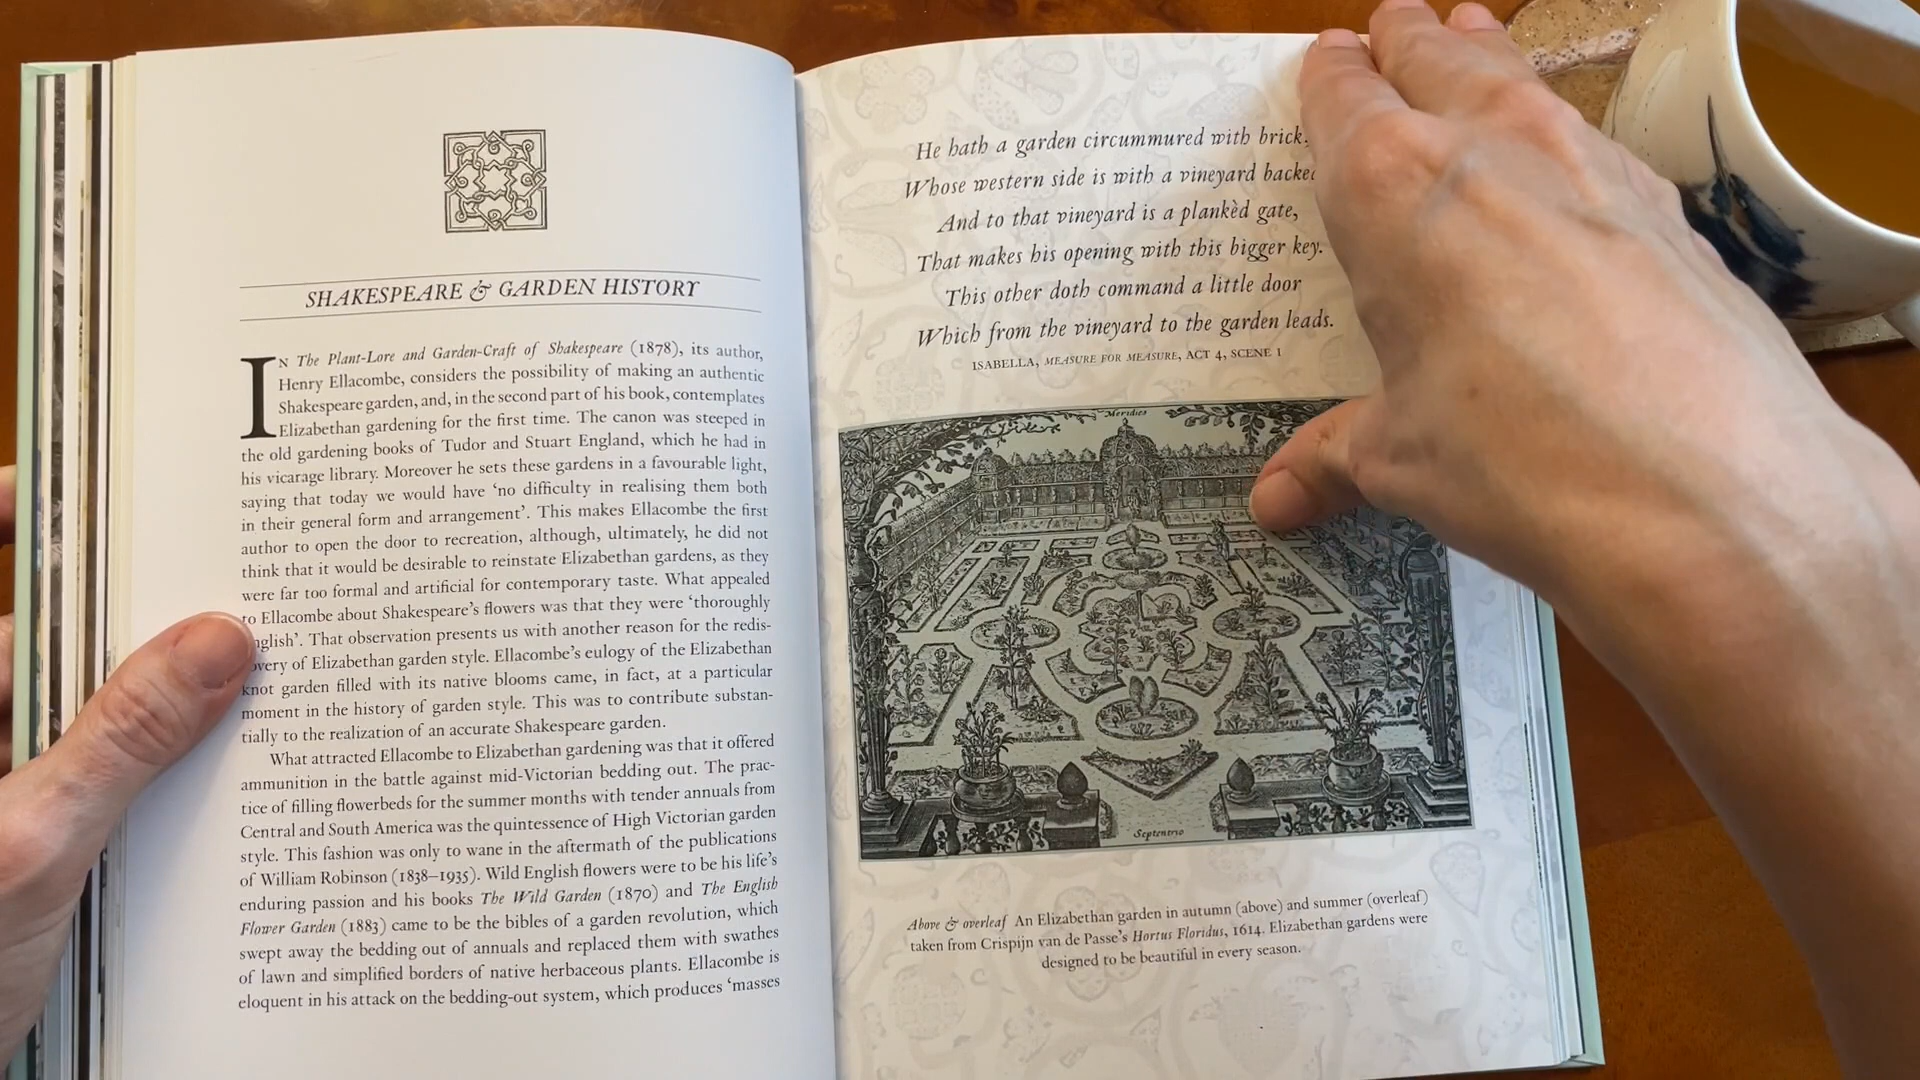 SHAKESPEARE & GARDEN HISTORY
IN The Plant-Lore and Garden-Craft of Shakespeare (1878), its author,
Henry Ellacombe, considers the possibility of making an authentic
Shakespeare garden, and, in the second part of his book, contemplates
Elizabethan gardening for the first time. The canon was steeped in
the old gardening books of Tudor and Stuart England, which he had in
his vicarage library. Moreover he sets these gardens in a favourable light,
saying that today we would have ‘no difficulty in realising them both
in their general form and arrangement’. This makes Ellacombe the first
author to open the door to recreation, although, ultimately, he did not
think that it would be desirable to reinstate Elizabethan gardens, as they
were far too formal and artificial for contemporary taste. What appealed
to Ellacombe about Shakespeare’s flowers was that they were ‘thoroughly
nglish’. That observation presents us with another reason for the redis-
overy of Elizabethan garden style. Ellacombe’s eulogy of the Elizabethan
knot garden filled with its native blooms came, in fact, at a particular
moment in the history of garden style. This was to contribute substan-
tially to the realization of an accurate Shakespeare garden.
What attracted Ellacombe to Elizabethan gardening was that it offered
ammunition in the battle against mid-Victorian bedding out. The prac-
tice of filling flowerbeds for the summer months with tender annuals from
Central and South America was the quintessence of High Victorian garden
style. This fashion was only to wane in the aftermath of the publications
of William Robinson (1838–1935). Wild English flowers were to be his life’s
enduring passion and his books The Wild Garden (1870) and The English
Flower Garden (1883) came to be the bibles of a garden revolution, which
swept away the bedding out of annuals and replaced them with swathes
of lawn and simplified borders of native herbaceous plants. Ellacombe is
eloquent in his attack on the bedding-out system, which produces ‘masses
He hath a garden circummured with brick,
Whose western side is with a vineyard backe
And to that vineyard is a plankèd gate,
That makes his opening with this bigger key.
This other doth command a little door
Which from the vineyard to the garden leads.
ISABELLA, MEASURE FOR MEASURE, ACT 4, SCENE 1
Meridies
Septentrio
Above & overleaf An Elizabethan garden in autumn (above) and summer (overleaf)
taken from Crispijn van de Passe’s Hortus Floridus, 1614. Elizabethan gardens were
designed to be beautiful in every season.